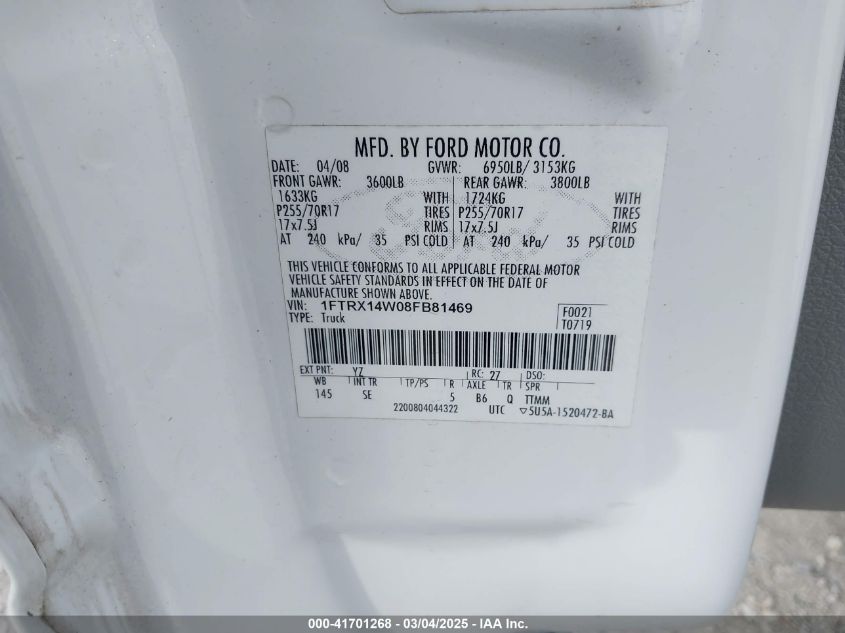 MFD. BY FORD MOTOR CO.
DATE: 04/08 GVWR: 6950LB/ 3153KG
FRONT GAWR: 3600LB REAR GAWR: 3800LB
1633KG WITH 1724KG WITH
P255/70R17 TIRES P255/70R17 TIRES
17x7.5J RIMS 17x7.5J RIMS
AT 240 kPa/ 35 PSI COLD AT 240 kPa/ 35 PSI COLD
THIS VEHICLE CONFORMS TO ALL APPLICABLE FEDERAL MOTOR
VEHICLE SAFETY STANDARDS IN EFFECT ON THE DATE OF
MANUFACTURE SHOWN ABOVE.
VIN: 1FTRX14W08FB81469 F0021
TYPE: Truck T0719
EXT PNT: YZ RC: 27 DSO:
WB INT TR TP/PS R AXLE TR SPR
145 SE 5 B6 Q TTMM
2200804044322 UTC ▽5U5A-1520472-BA
000-41701268 - 03/04/2025 - IAA Inc.